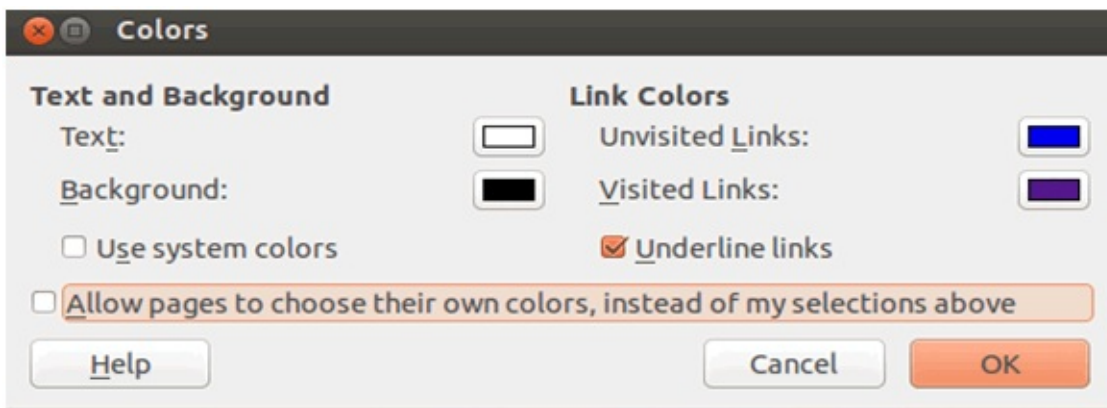 Colors
Text and Background
Link Colors
Text:
Unvisited Links:
Background:
Visited Links:
Use system colors
Underline links
Allow pages to choose their own colors, instead of my selections above
Help
Cancel
OK